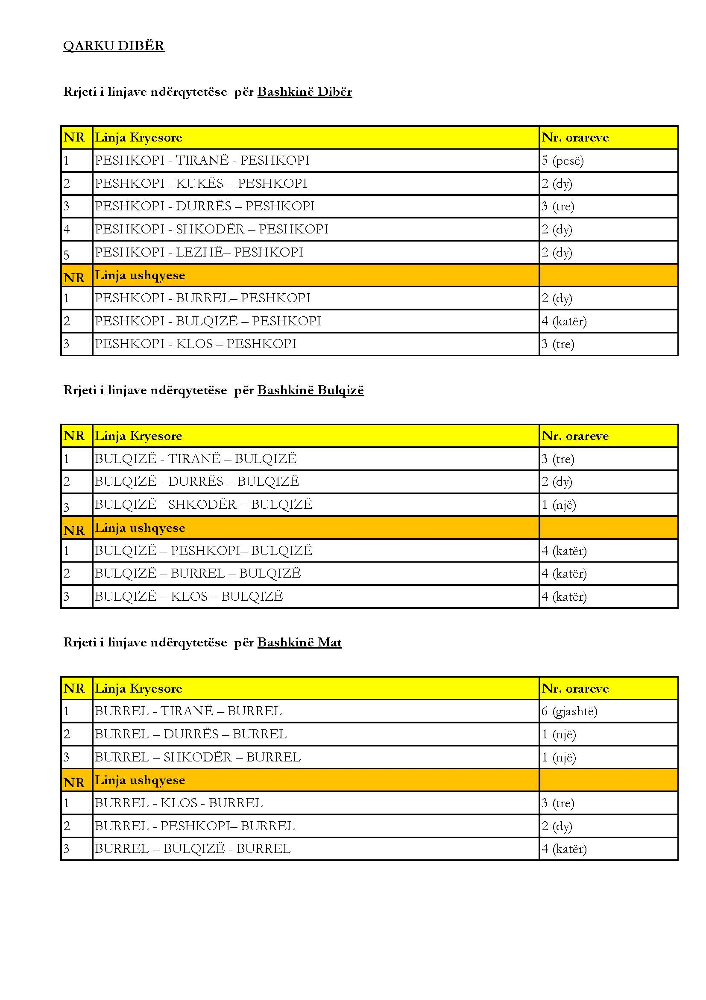 QARKU DIBËR
Rrjeti i linjave ndërqytetëse për Bashkinë Dibër
NR Linja Kryesore Nr. orareve
1 PESHKOPI - TIRANË - PESHKOPI 5 (pesë)
2 PESHKOPI - KUKËS – PESHKOPI 2 (dy)
3 PESHKOPI - DURRËS – PESHKOPI 3 (tre)
4 PESHKOPI - SHKODËR – PESHKOPI 2 (dy)
5 PESHKOPI - LEZHË– PESHKOPI 2 (dy)
NR Linja ushqyese
1 PESHKOPI - BURREL– PESHKOPI 2 (dy)
2 PESHKOPI - BULQIZË – PESHKOPI 4 (katër)
3 PESHKOPI - KLOS – PESHKOPI 3 (tre)
Rrjeti i linjave ndërqytetëse për Bashkinë Bulqizë
NR Linja Kryesore Nr. orareve
1 BULQIZË - TIRANË – BULQIZË 3 (tre)
2 BULQIZË - DURRËS – BULQIZË 2 (dy)
3 BULQIZË - SHKODËR – BULQIZË 1 (një)
NR Linja ushqyese
1 BULQIZË – PESHKOPI– BULQIZË 4 (katër)
2 BULQIZË – BURREL – BULQIZË 4 (katër)
3 BULQIZË – KLOS – BULQIZË 4 (katër)
Rrjeti i linjave ndërqytetëse për Bashkinë Mat
NR Linja Kryesore Nr. orareve
1 BURREL - TIRANË – BURREL 6 (gjashtë)
2 BURREL – DURRËS – BURREL 1 (një)
3 BURREL – SHKODËR – BURREL 1 (një)
NR Linja ushqyese
1 BURREL - KLOS - BURREL 3 (tre)
2 BURREL - PESHKOPI– BURREL 2 (dy)
3 BURREL – BULQIZË - BURREL 4 (katër)